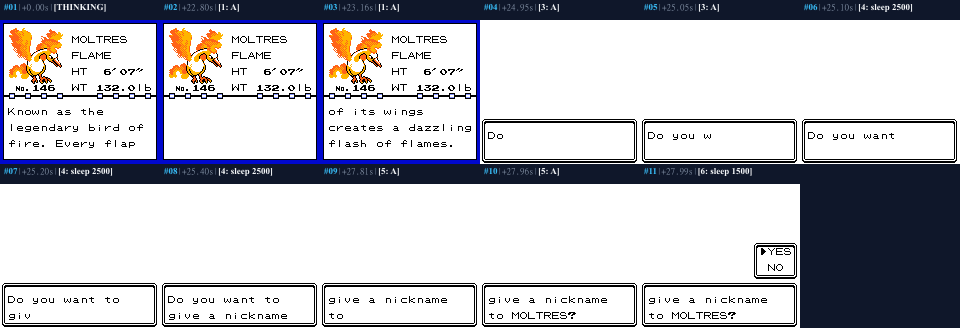 #01|+0.00s|[THINKING]
MOLTRES
FLAME
HT 6'07"
No.146 WT 132.0lb
Known as the
legendary bird of
fire. Every flap
#02|+22.80s|[1: A]
MOLTRES
FLAME
HT 6'07"
No.146 WT 132.0lb
#03|+23.16s|[1: A]
MOLTRES
FLAME
HT 6'07"
No.146 WT 132.0lb
of its wings
creates a dazzling
flash of flames.
#04|+24.95s|[3: A]
Do
#05|+25.05s|[3: A]
Do you w
#06|+25.10s|[4: sleep 2500]
Do you want
#07|+25.20s|[4: sleep 2500]
Do you want to
giv
#08|+25.40s|[4: sleep 2500]
Do you want to
give a nickname
#09|+27.81s|[5: A]
give a nickname
to
#10|+27.96s|[5: A]
give a nickname
to MOLTRES?
#11|+27.99s|[6: sleep 1500]
▶YES
NO
give a nickname
to MOLTRES?